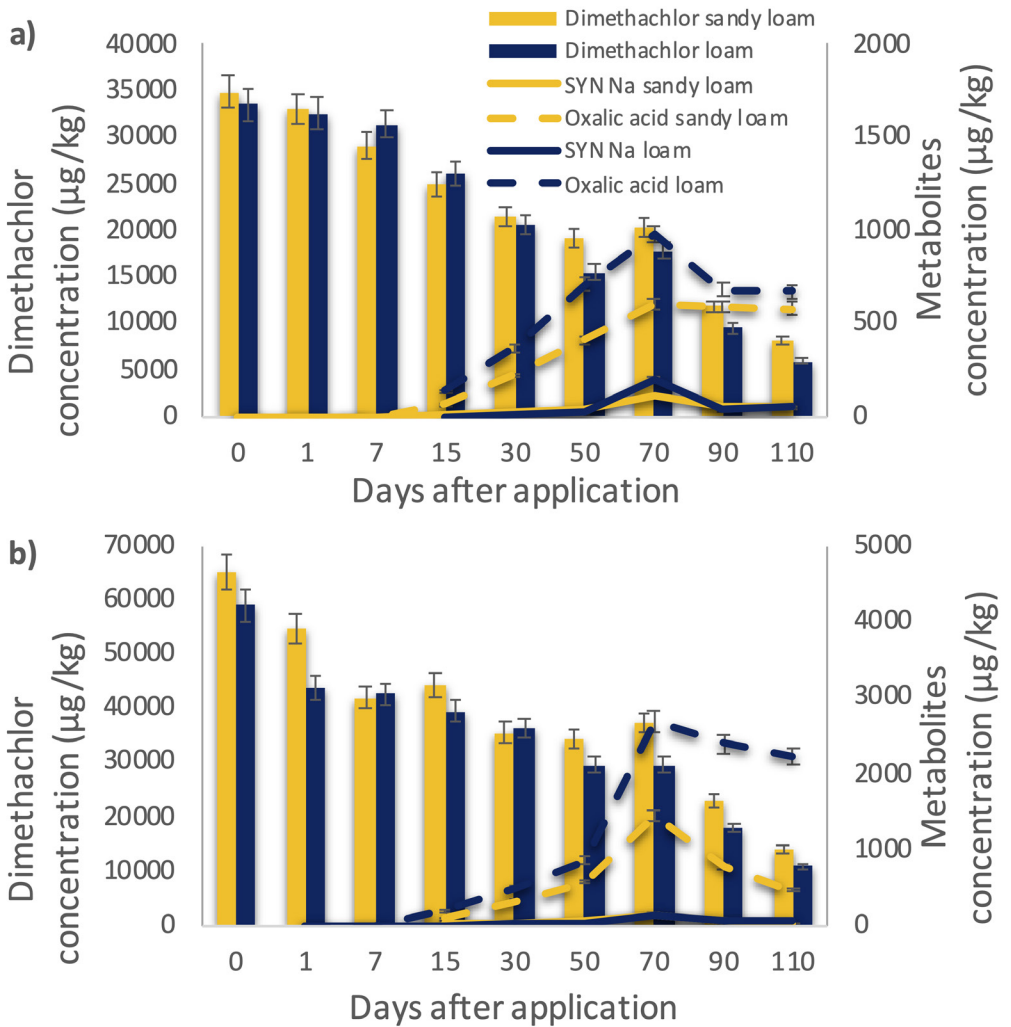 a)
Dimethachlor sandy loam
Dimethachlor loam
SYN Na sandy loam
Oxalic acid sandy loam
SYN Na loam
Oxalic acid loam
40000
35000
30000
25000
20000
15000
10000
5000
0
2000
1500
1000
500
0
Dimethachlor
concentration (µg/kg)
Metabolites
concentration (µg/kg)
0 1 7 15 30 50 70 90 110
Days after application
b)
70000
60000
50000
40000
30000
20000
10000
0
5000
4000
3000
2000
1000
0
Dimethachlor
concentration (µg/kg)
Metabolites
concentration (µg/kg)
0 1 7 15 30 50 70 90 110
Days after application